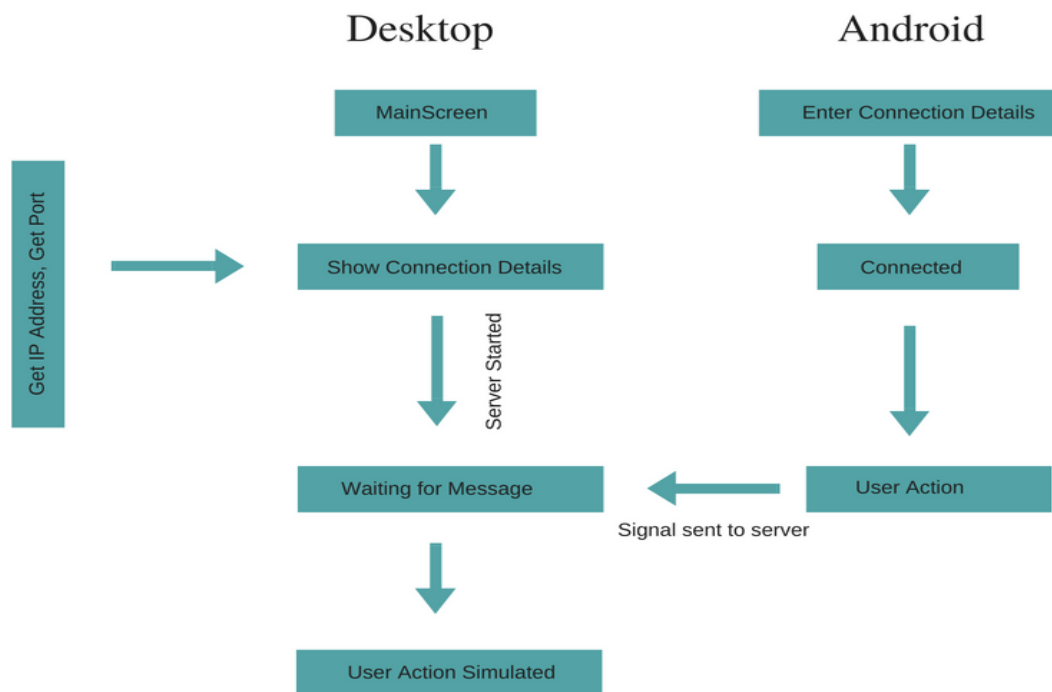 Desktop
Android
MainScreen
Enter Connection Details
Get IP Address, Get Port
Show Connection Details
Connected
Server Started
Waiting for Message
User Action
Signal sent to server
User Action Simulated